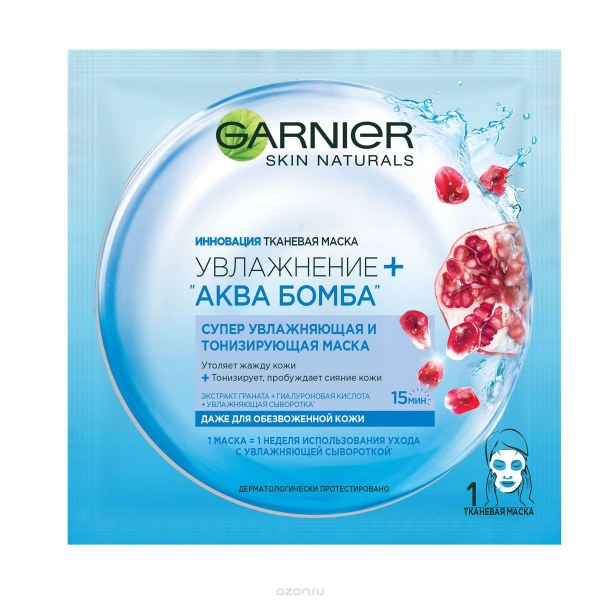 GARNIER
SKIN NATURALS
ИННОВАЦИЯ ТКАНЕВАЯ МАСКА
УВЛАЖНЕНИЕ +
"АКВА БОМБА"
СУПЕР УВЛАЖНЯЮЩАЯ И
ТОНИЗИРУЮЩАЯ МАСКА
Утоляет жажду кожи
+ Тонизирует, пробуждает сияние кожи
ЭКСТРАКТ ГРАНАТА + ГИАЛУРОНОВАЯ КИСЛОТА
+ УВЛАЖНЯЮЩАЯ СЫВОРОТКА*
15 МИН
ДАЖЕ ДЛЯ ОБЕЗВОЖЕННОЙ КОЖИ
1 МАСКА = 1 НЕДЕЛЯ ИСПОЛЬЗОВАНИЯ УХОДА
С УВЛАЖНЯЮЩЕЙ СЫВОРОТКОЙ*
ДЕРМАТОЛОГИЧЕСКИ ПРОТЕСТИРОВАНО
1
ТКАНЕВАЯ МАСКА
ozon.ru